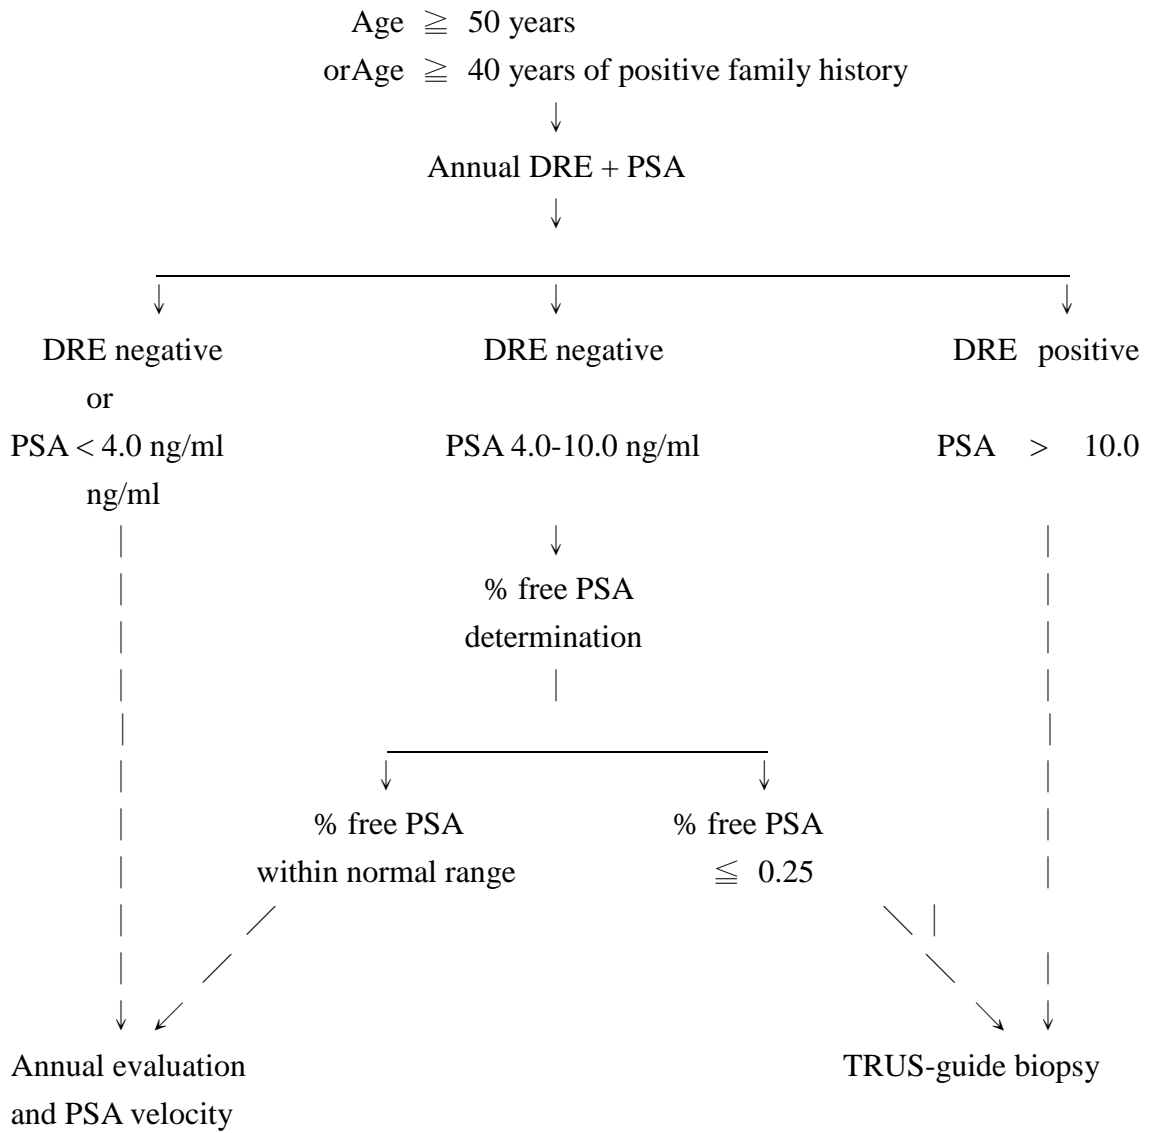 Age ≧ 50 years
orAge ≧ 40 years of positive family history
↓
Annual DRE + PSA
↓
↓ ↓ ↓
DRE negative DRE negative DRE positive
or
PSA < 4.0 ng/ml PSA 4.0-10.0 ng/ml PSA > 10.0
ng/ml
↓
% free PSA
determination
↓ ↓
% free PSA % free PSA
within normal range ≦ 0.25
↓ ↓
Annual evaluation TRUS-guide biopsy
and PSA velocity